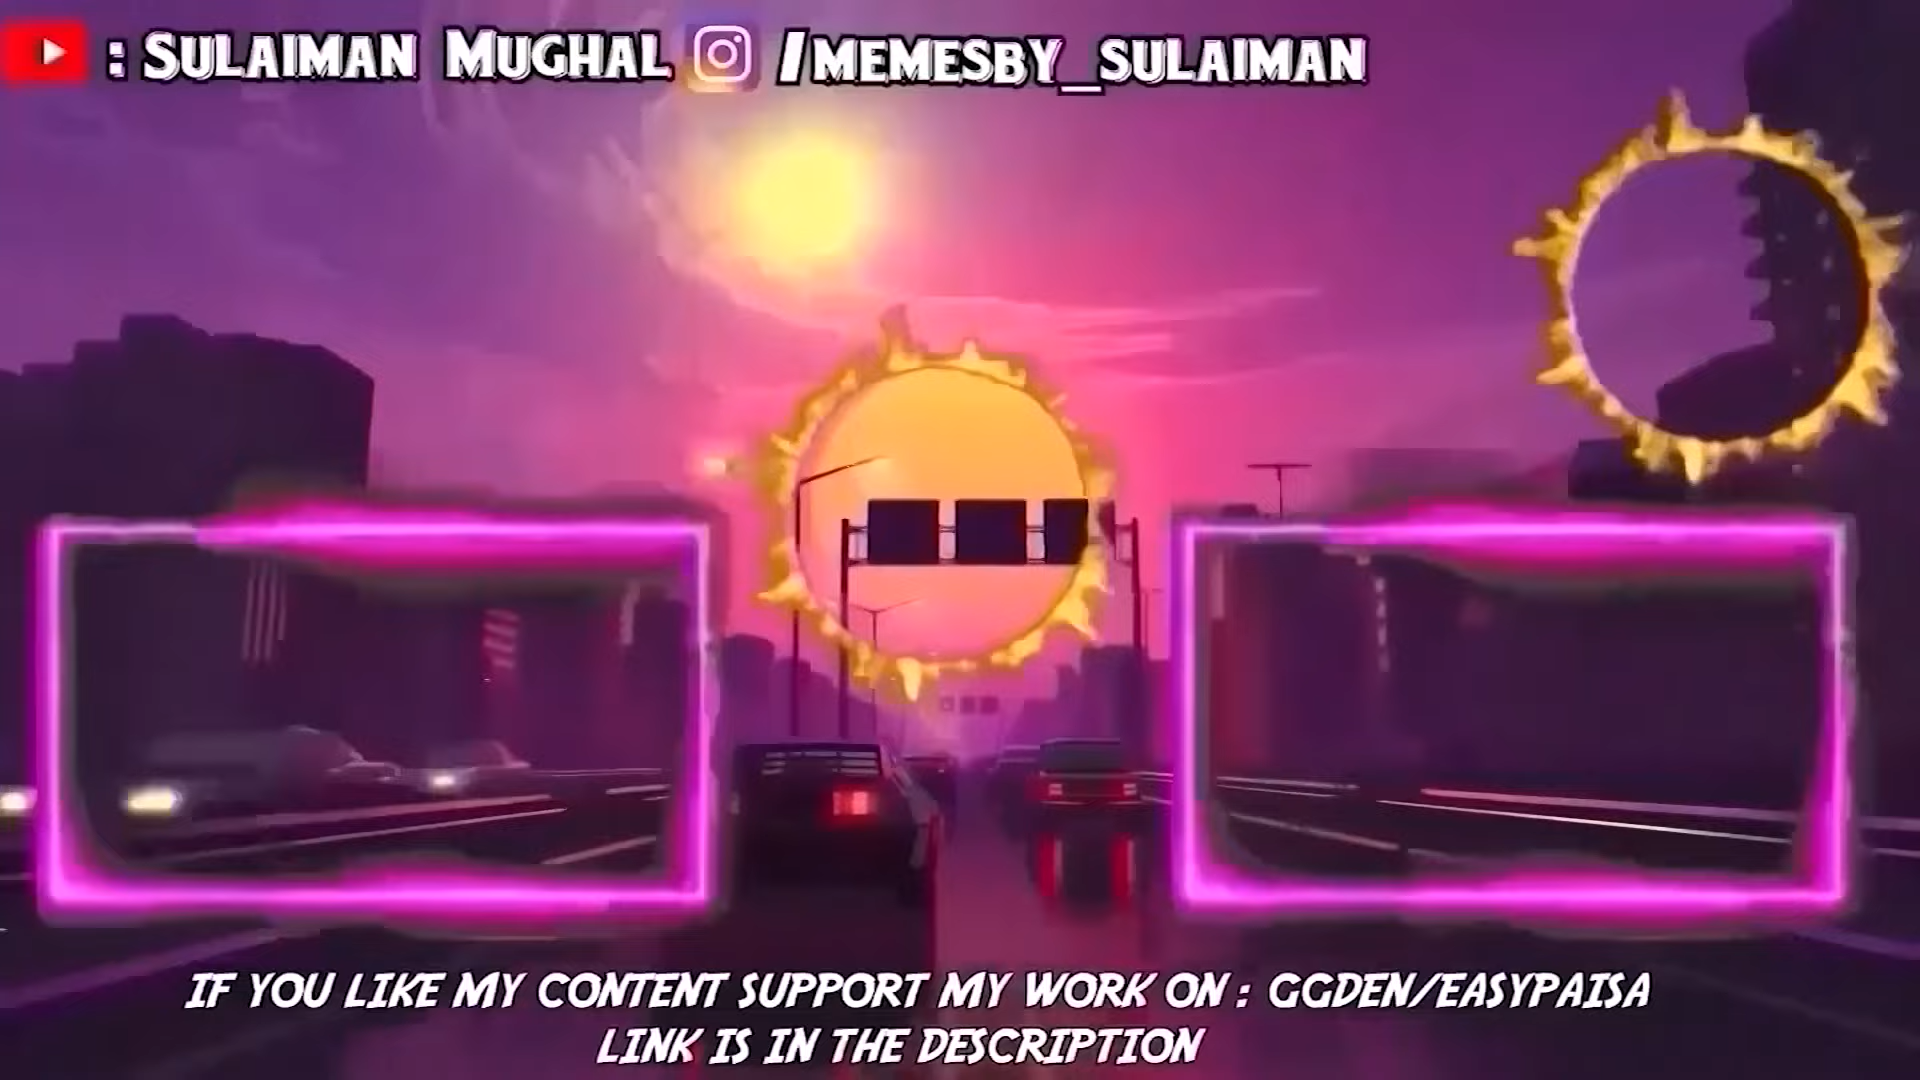 : SULAIMAN MUGHAL /MEMESBY_SULAIMAN
IF YOU LIKE MY CONTENT SUPPORT MY WORK ON : GGDEN/EASYPAISA
LINK IS IN THE DESCRIPTION